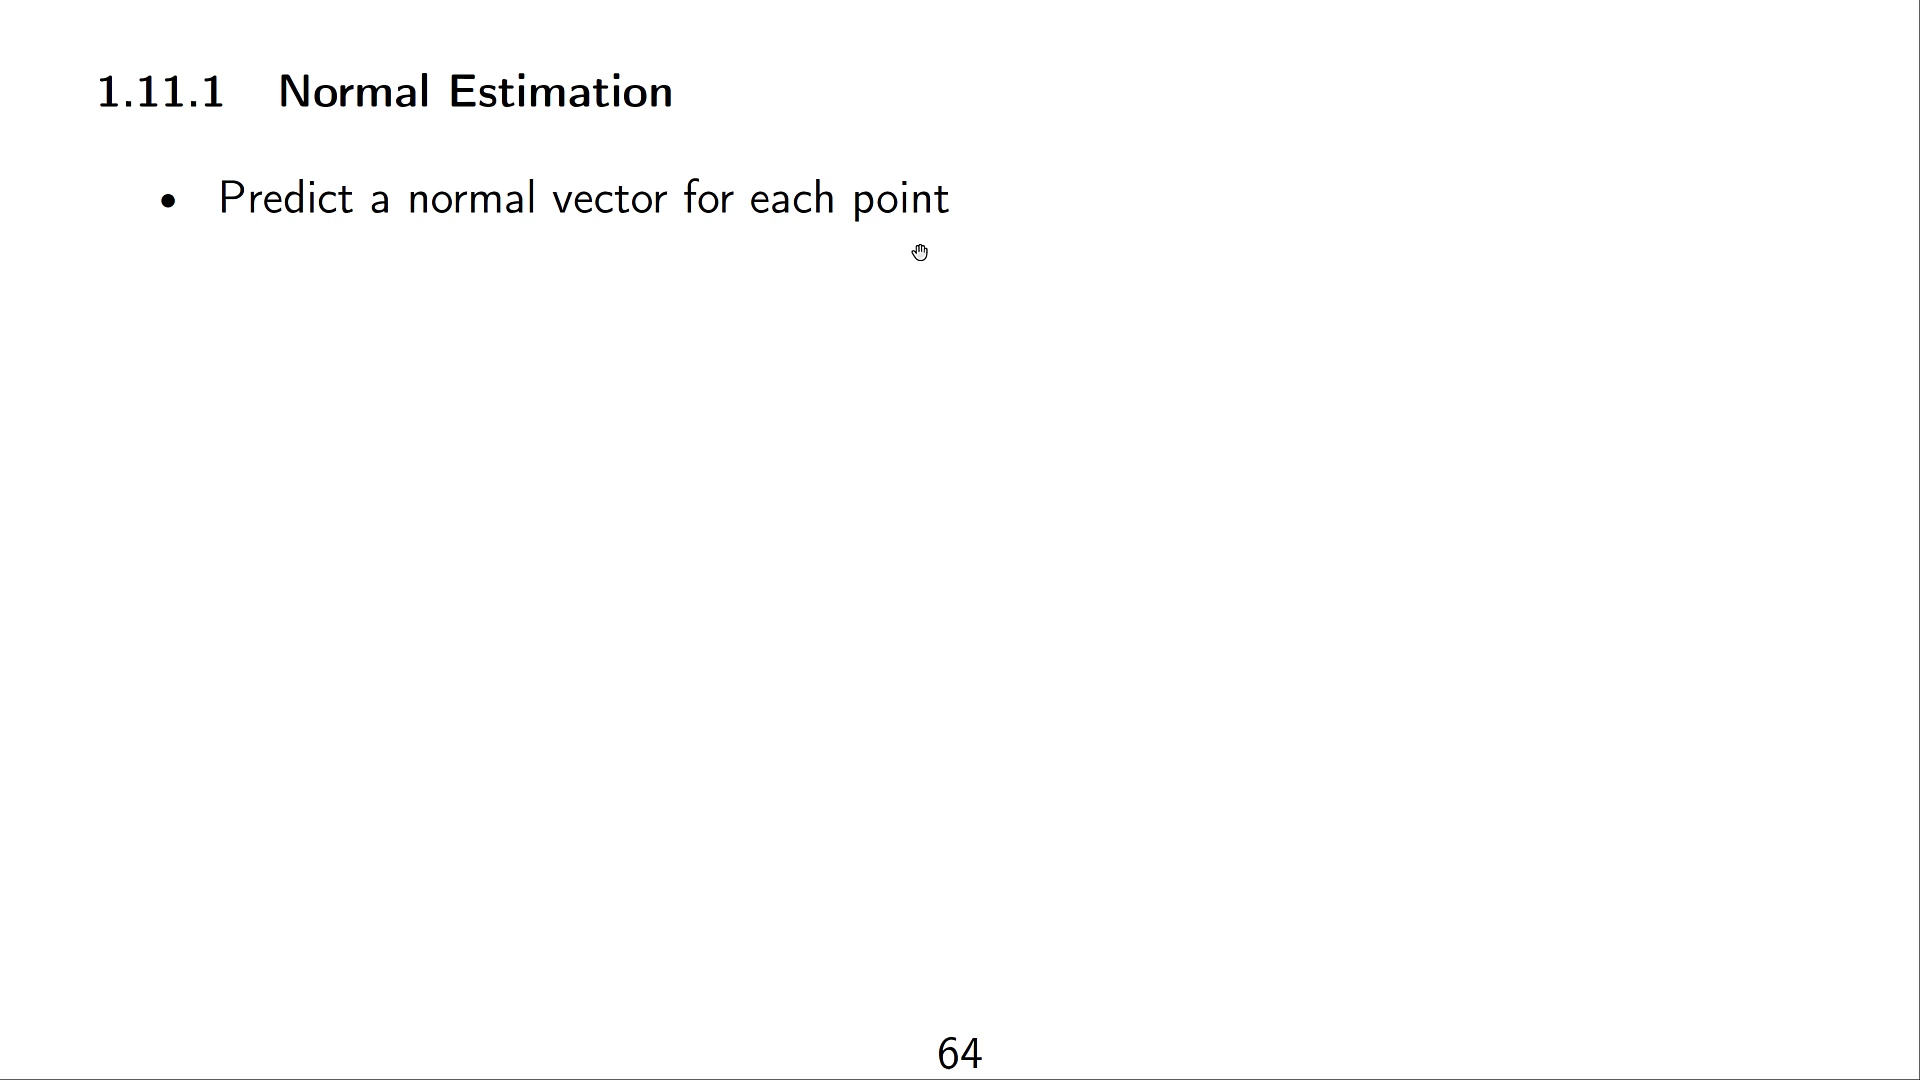 1.11.1 Normal Estimation
• Predict a normal vector for each point
64